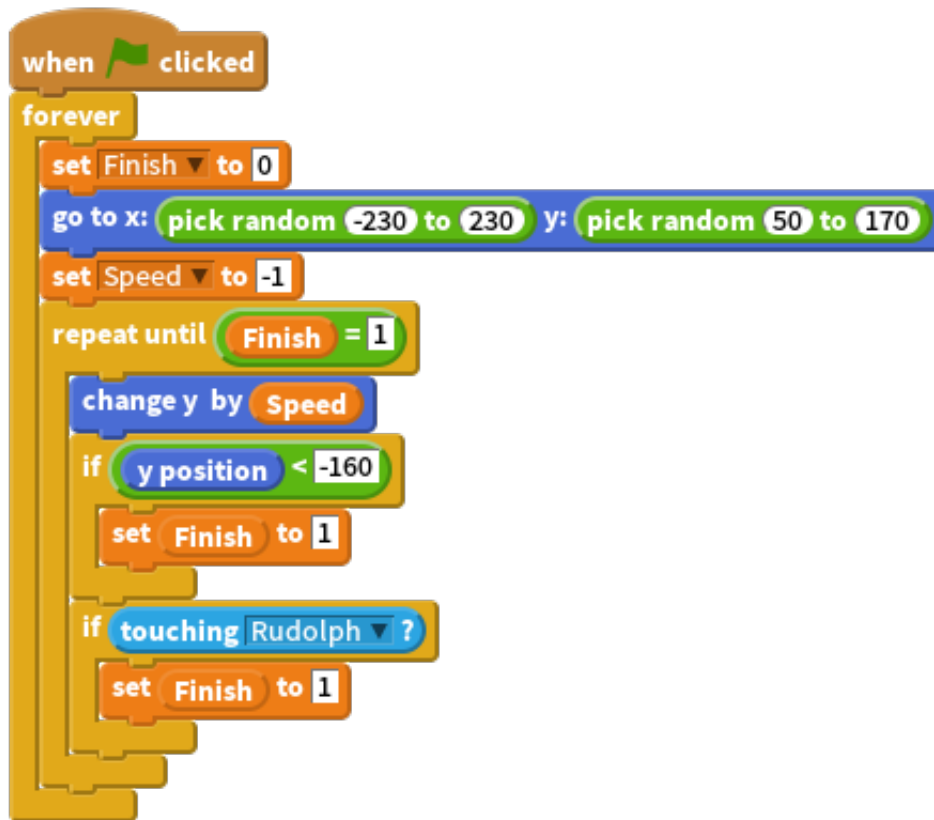 when clicked
forever
set Finish ▼ to 0
go to x: pick random -230 to 230 y: pick random 50 to 170
set Speed ▼ to -1
repeat until Finish = 1
change y by Speed
if y position < -160
set Finish to 1
if touching Rudolph ▼ ?
set Finish to 1